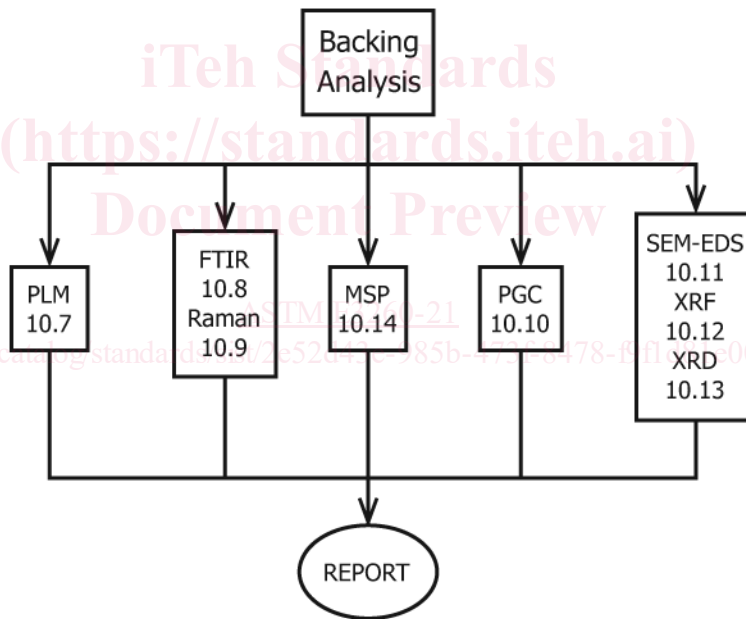 Backing
Analysis
iTeh Standards
(https://standards.iteh.ai)
Document Preview
PLM
10.7
FTIR
10.8
Raman
10.9
MSP
10.14
PGC
10.10
SEM-EDS
10.11
XRF
10.12
XRD
10.13
REPORT